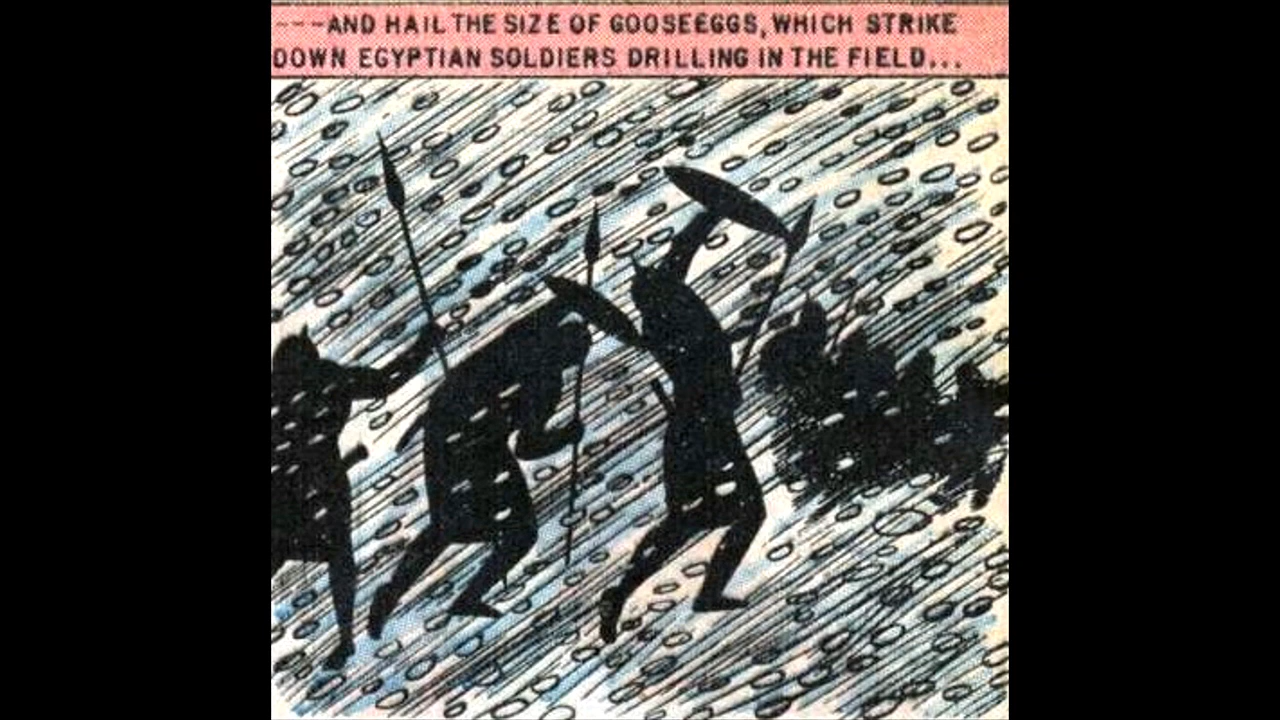 ---AND HAIL THE SIZE OF GOOSEEGGS, WHICH STRIKE
DOWN EGYPTIAN SOLDIERS DRILLING IN THE FIELD...